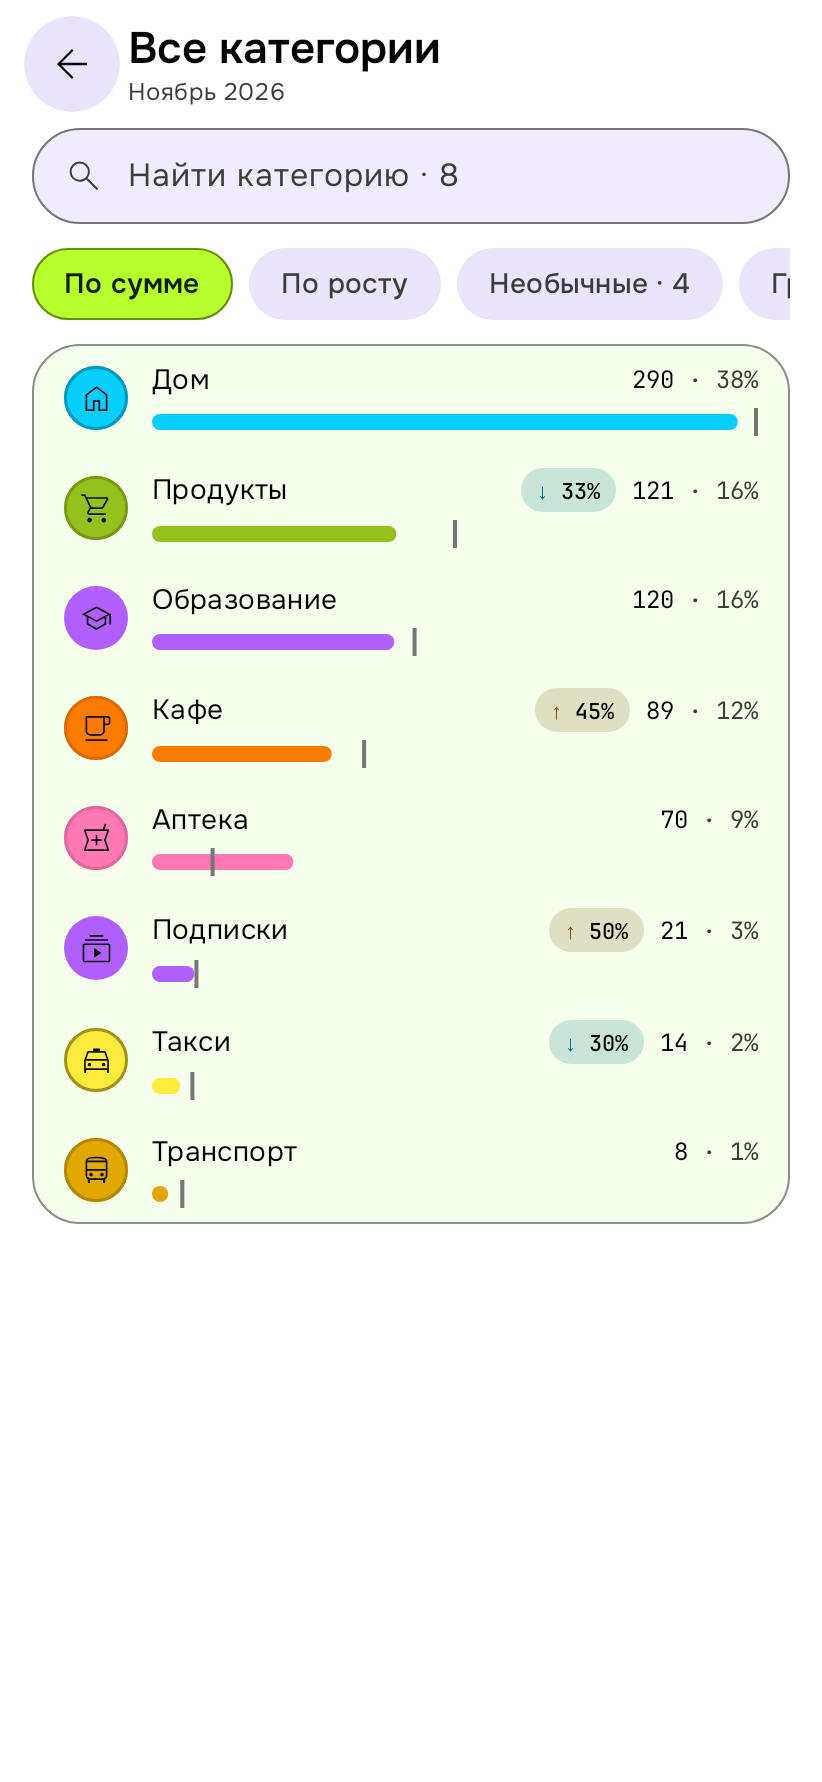 Все категории
Ноябрь 2026
Найти категорию · 8
По сумме
По росту
Необычные · 4
Дом
290 · 38%
Продукты
↓ 33%
121 · 16%
Образование
120 · 16%
Кафе
↑ 45%
89 · 12%
Аптека
70 · 9%
Подписки
↑ 50%
21 · 3%
Такси
↓ 30%
14 · 2%
Транспорт
8 · 1%